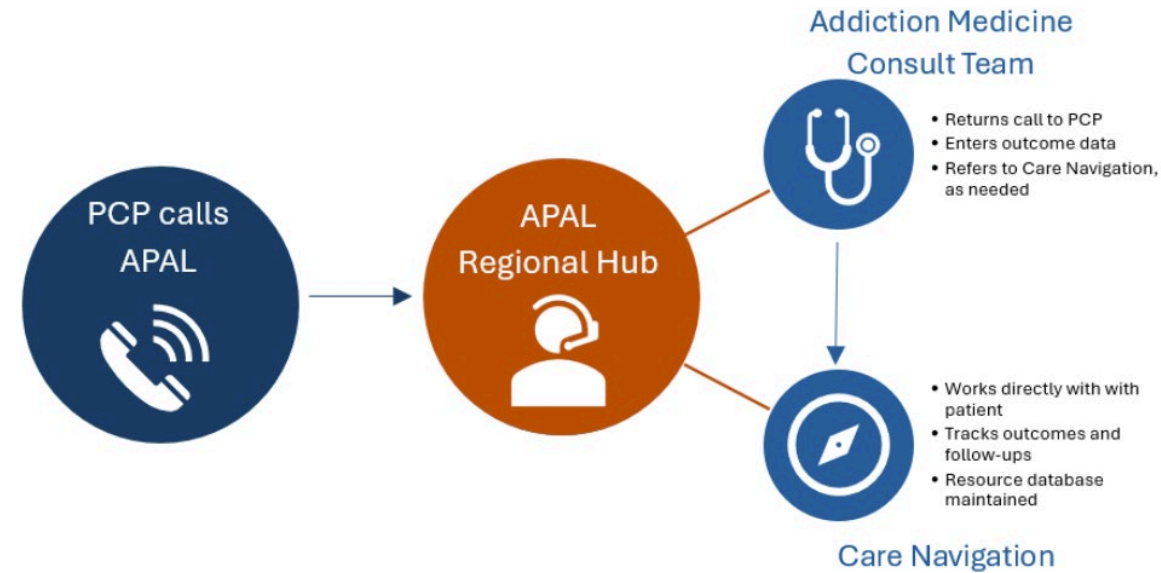 PCP calls
APAL
APAL
Regional Hub
Addiction Medicine
Consult Team
• Returns call to PCP
• Enters outcome data
• Refers to Care Navigation,
as needed
• Works directly with with
patient
• Tracks outcomes and
follow-ups
• Resource database
maintained
Care Navigation